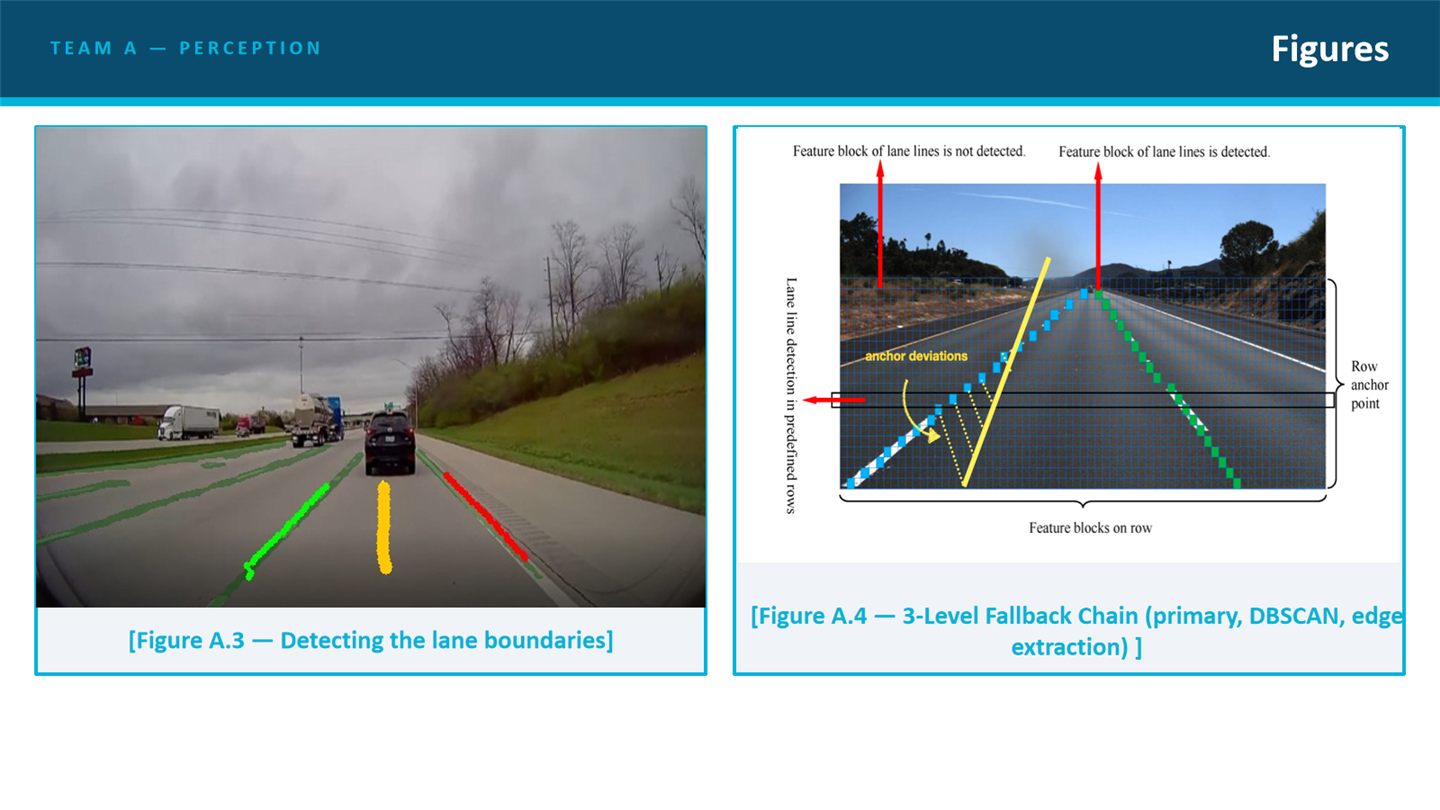 TEAM A — PERCEPTION
Figures
[Figure A.3 — Detecting the lane boundaries]
Feature block of lane lines is not detected.
Feature block of lane lines is detected.
Lane line detection in predefined rows
anchor deviations
Row
anchor
point
Feature blocks on row
[Figure A.4 — 3-Level Fallback Chain (primary, DBSCAN, edge
extraction) ]